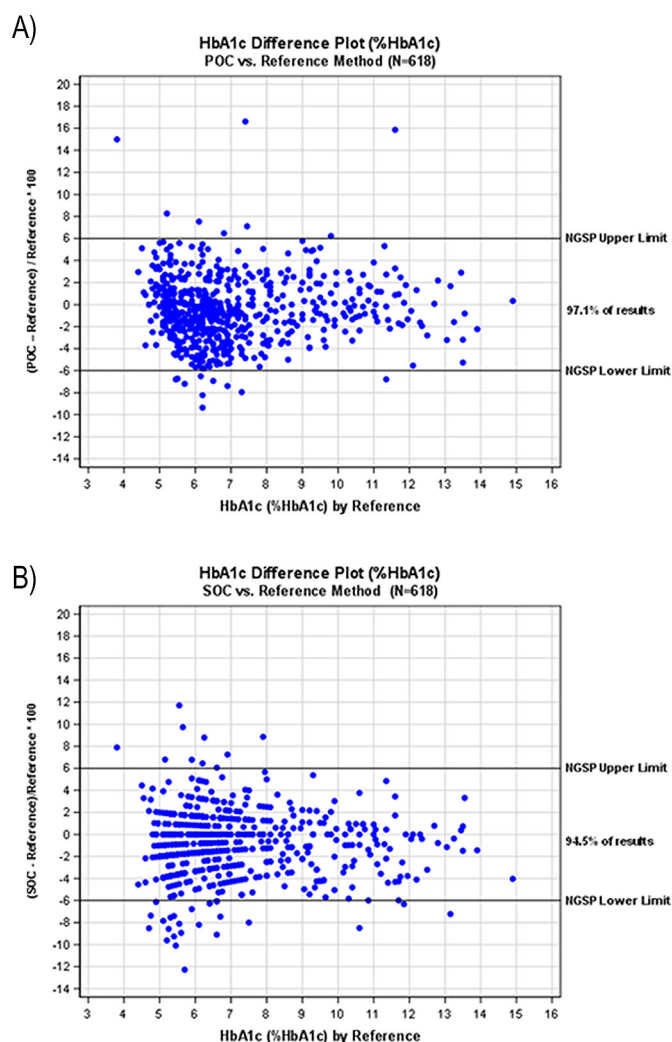 A)
HbA1c Difference Plot (%HbA1c)
POC vs. Reference Method (N=618)
(POC – Reference) / Reference * 100
20
18
16
14
12
10
8
6
4
2
0
-2
-4
-6
-8
-10
-12
-14
NGSP Upper Limit
97.1% of results
NGSP Lower Limit
3 4 5 6 7 8 9 10 11 12 13 14 15 16
HbA1c (%HbA1c) by Reference
B)
HbA1c Difference Plot (%HbA1c)
SOC vs. Reference Method (N=618)
(SOC - Reference)/Reference * 100
20
18
16
14
12
10
8
6
4
2
0
-2
-4
-6
-8
-10
-12
-14
NGSP Upper Limit
94.5% of results
NGSP Lower Limit
3 4 5 6 7 8 9 10 11 12 13 14 15 16
HbA1c (%HbA1c) by Reference